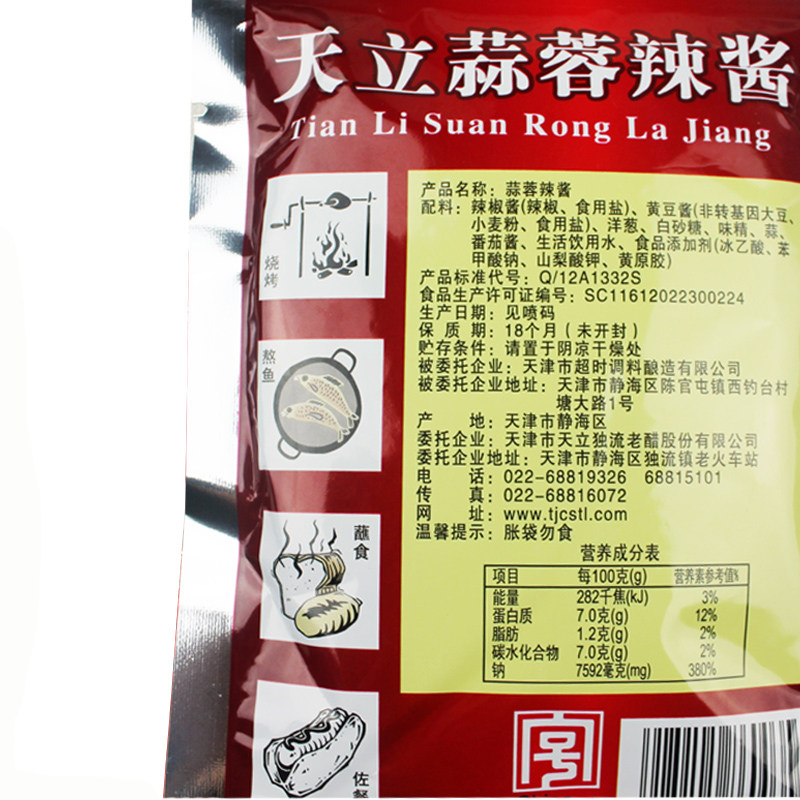 天立蒜蓉辣酱
Tian Li Suan Rong La Jiang
烧烤
熬鱼
蘸食
佐餐
产品名称：蒜蓉辣酱
配料：辣椒酱(辣椒、食用盐)、黄豆酱(非转基因大豆、
小麦粉、食用盐)、洋葱、白砂糖、味精、蒜、
番茄酱、生活饮用水、食品添加剂(冰乙酸、苯
甲酸钠、山梨酸钾、黄原胶)
产品标准代号：Q/12A1332S
食品生产许可证编号：SC11612022300224
生产日期：见喷码
保质期：18个月（未开封）
贮存条件：请置于阴凉干燥处
被委托企业：天津市超时调料酿造有限公司
被委托企业地址：天津市静海区陈官屯镇西钓台村
塘大路1号
产地：天津市静海区
委托企业：天津市天立独流老醋股份有限公司
委托企业地址：天津市静海区独流镇老火车站
电话：022-68819326 68815101
传真：022-68816072
网址：www.tjcstl.com
温馨提示：胀袋勿食
营养成分表
项目 每100克(g) 营养素参考值%
能量 282千焦(kJ) 3%
蛋白质 7.0克(g) 12%
脂肪 1.2克(g) 2%
碳水化合物 7.0克(g) 2%
钠 7592毫克(mg) 380%